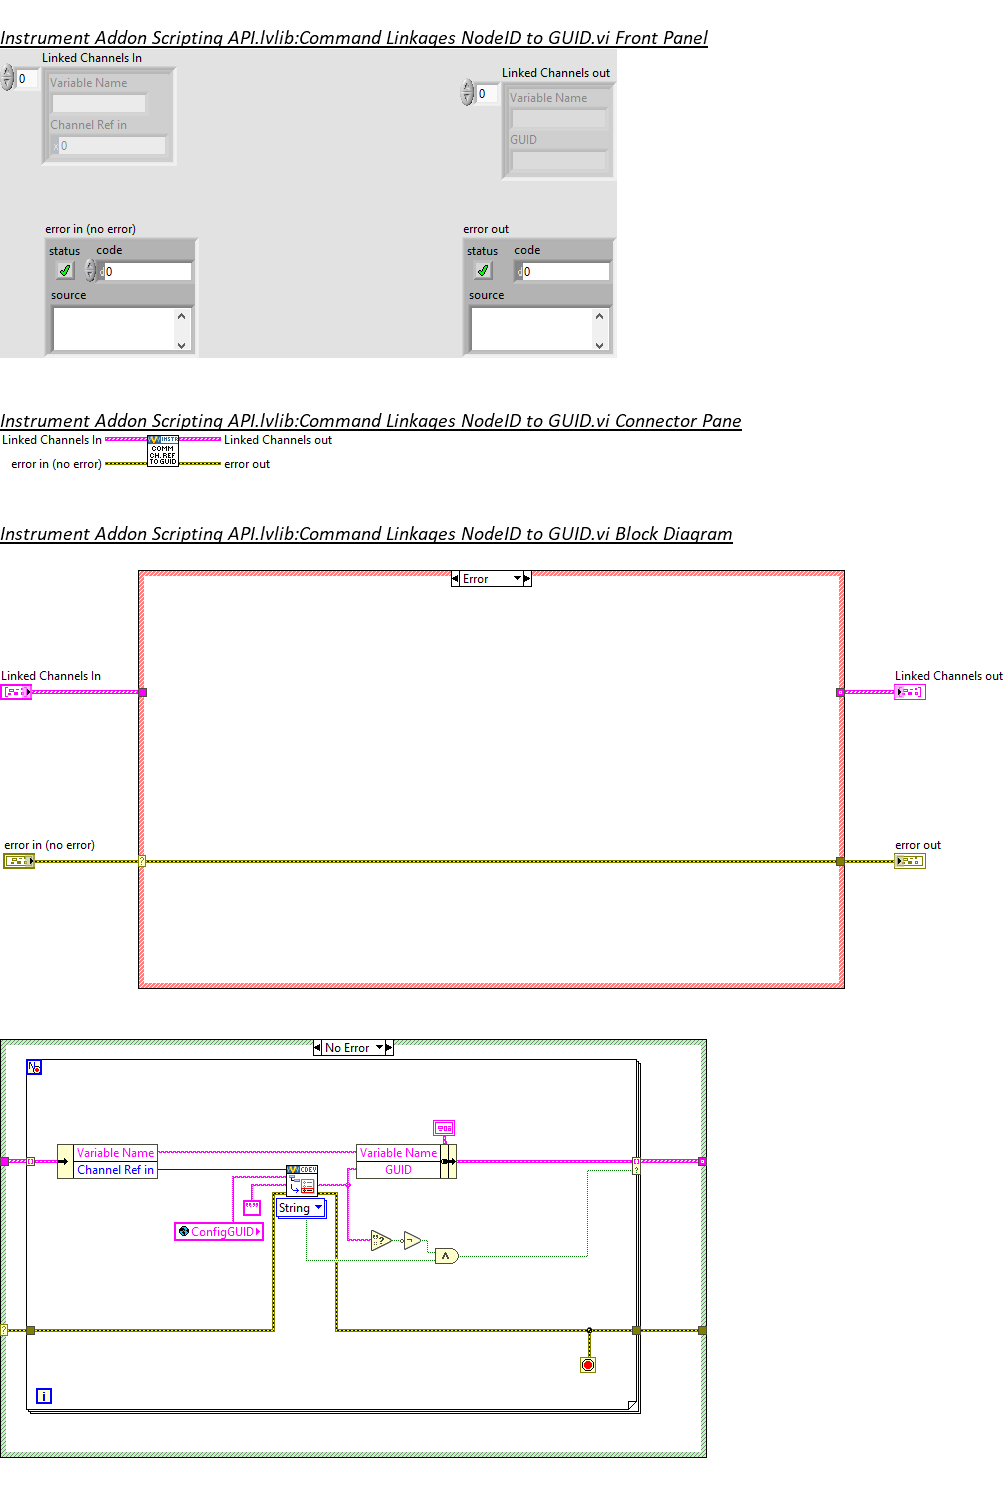 Instrument Addon Scripting API.lvlib:Command Linkages NodeID to GUID.vi Front Panel
Linked Channels In
0
Variable Name
Channel Ref in
0
Linked Channels out
0
Variable Name
GUID
error in (no error)
status code
0
source
error out
status code
0
source
Instrument Addon Scripting API.lvlib:Command Linkages NodeID to GUID.vi Connector Pane
Linked Channels In
INSTR
COMM
CH.REF
TO GUID
Linked Channels out
error in (no error)
error out
Instrument Addon Scripting API.lvlib:Command Linkages NodeID to GUID.vi Block Diagram
Error
Linked Channels In
Linked Channels out
error in (no error)
error out
?
No Error
N
Variable Name
Channel Ref in
Variable Name
GUID
CDEV
String
ConfigGUID
?
?
?
i